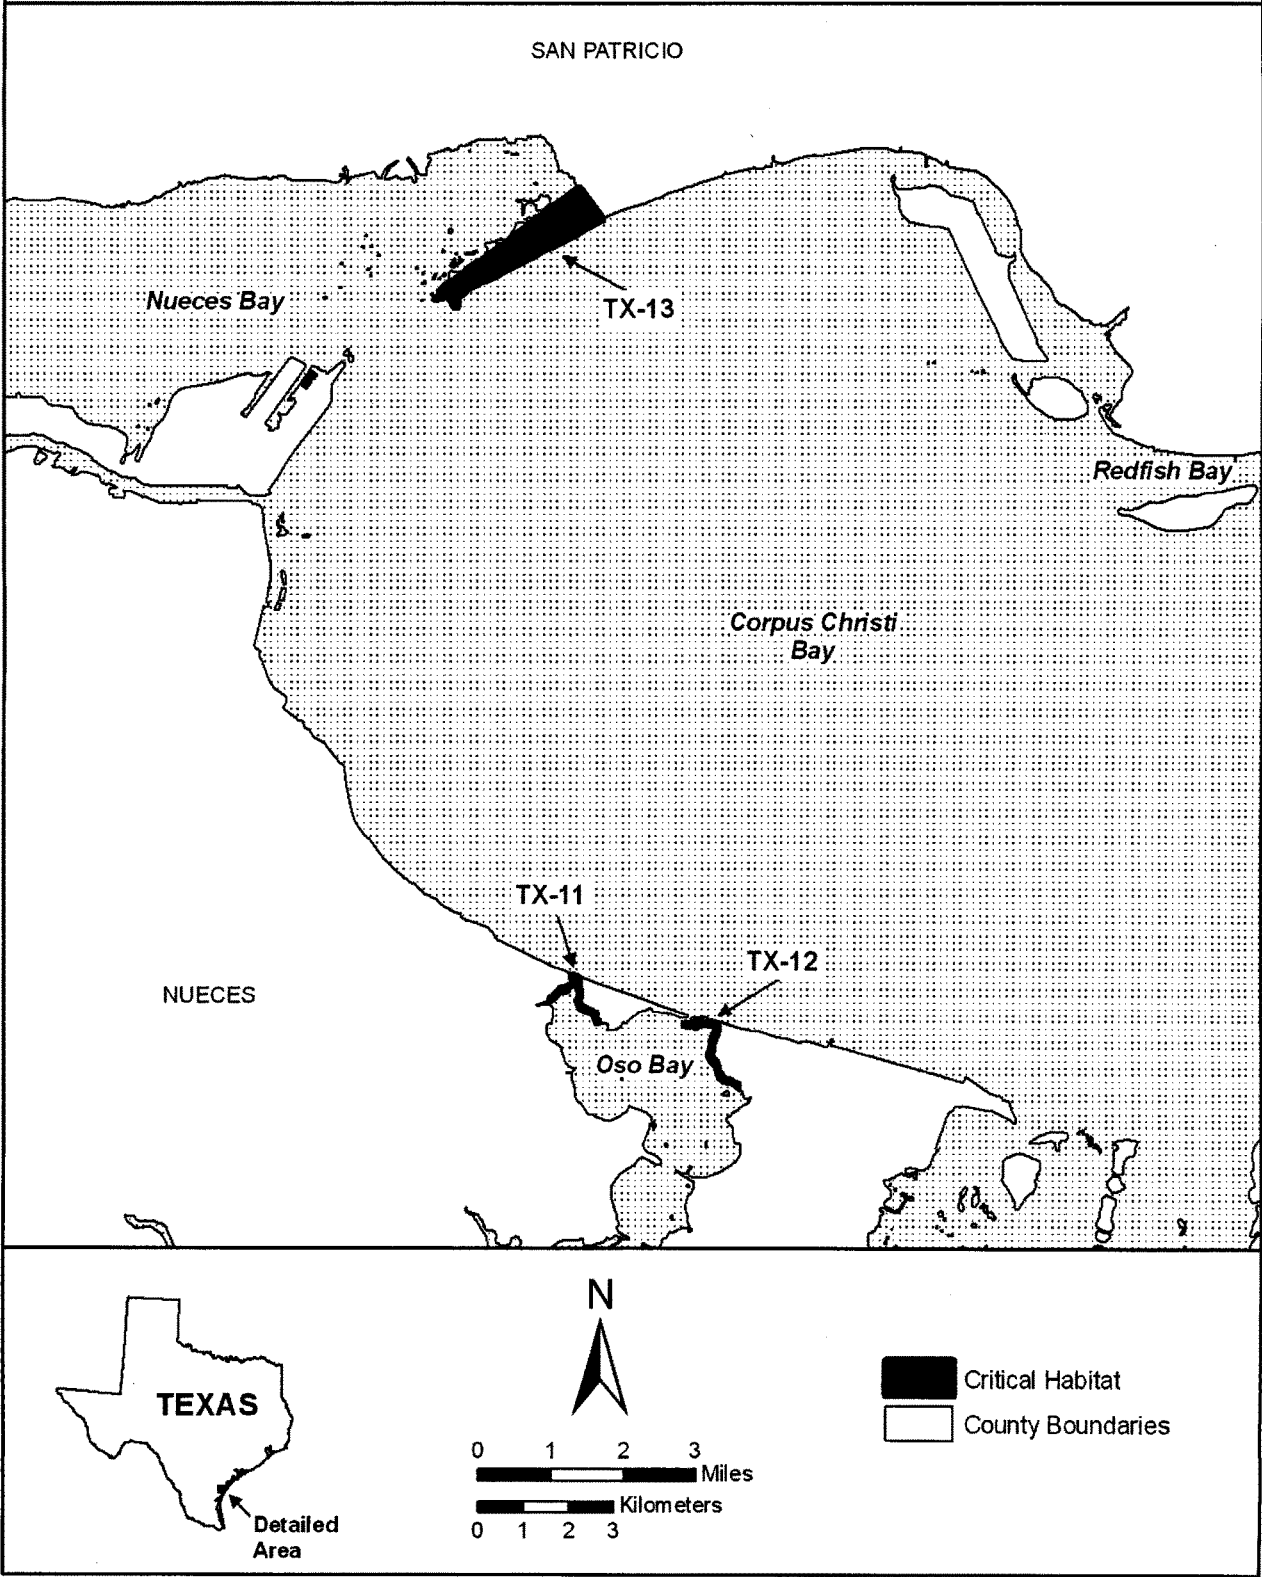 SAN PATRICIO
Nueces Bay
TX-13
Redfish Bay
Corpus Christi
Bay
TX-11
TX-12
NUECES
Oso Bay
TEXAS
Detailed
Area
N
0 1 2 3
Miles
Kilometers
0 1 2 3
Critical Habitat
County Boundaries